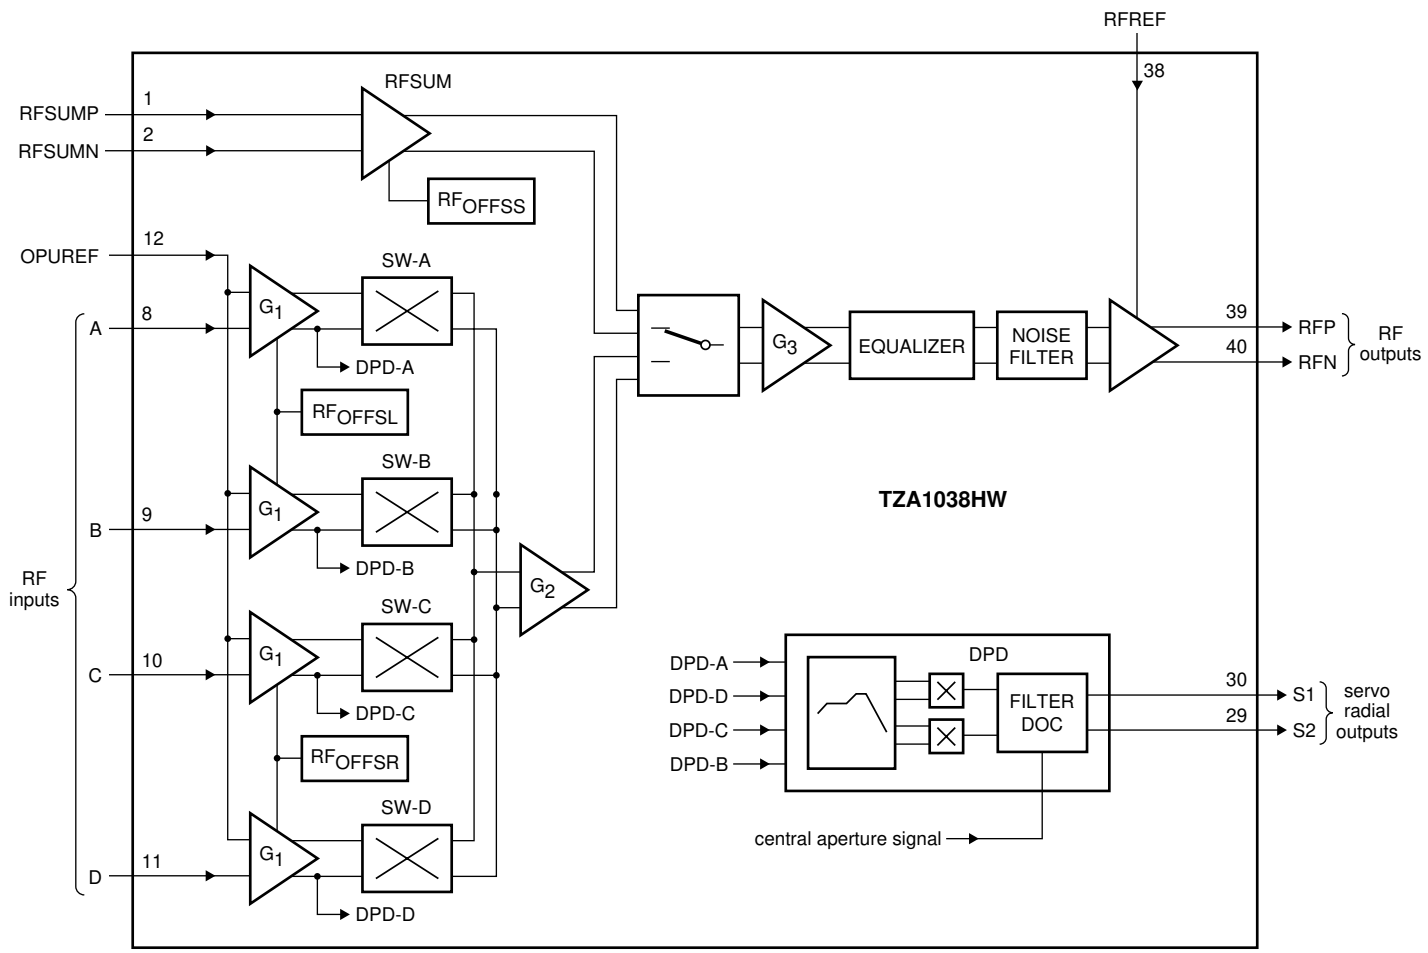 RFREF
38
RFSUM
RFSUMP
1
RFSUMN
2
RFOFFSS
OPUREF
12
SW-A
G1
A
8
DPD-A
RFOFFSL
SW-B
G1
B
9
DPD-B
G3
EQUALIZER
NOISE
FILTER
39
RFP
40
RFN
RF
outputs
TZA1038HW
RF
inputs
G2
SW-C
G1
C
10
DPD-C
RFOFFSR
SW-D
G1
D
11
DPD-D
DPD
DPD-A
DPD-D
DPD-C
DPD-B
FILTER
DOC
30
S1
29
S2
servo
radial
outputs
central aperture signal